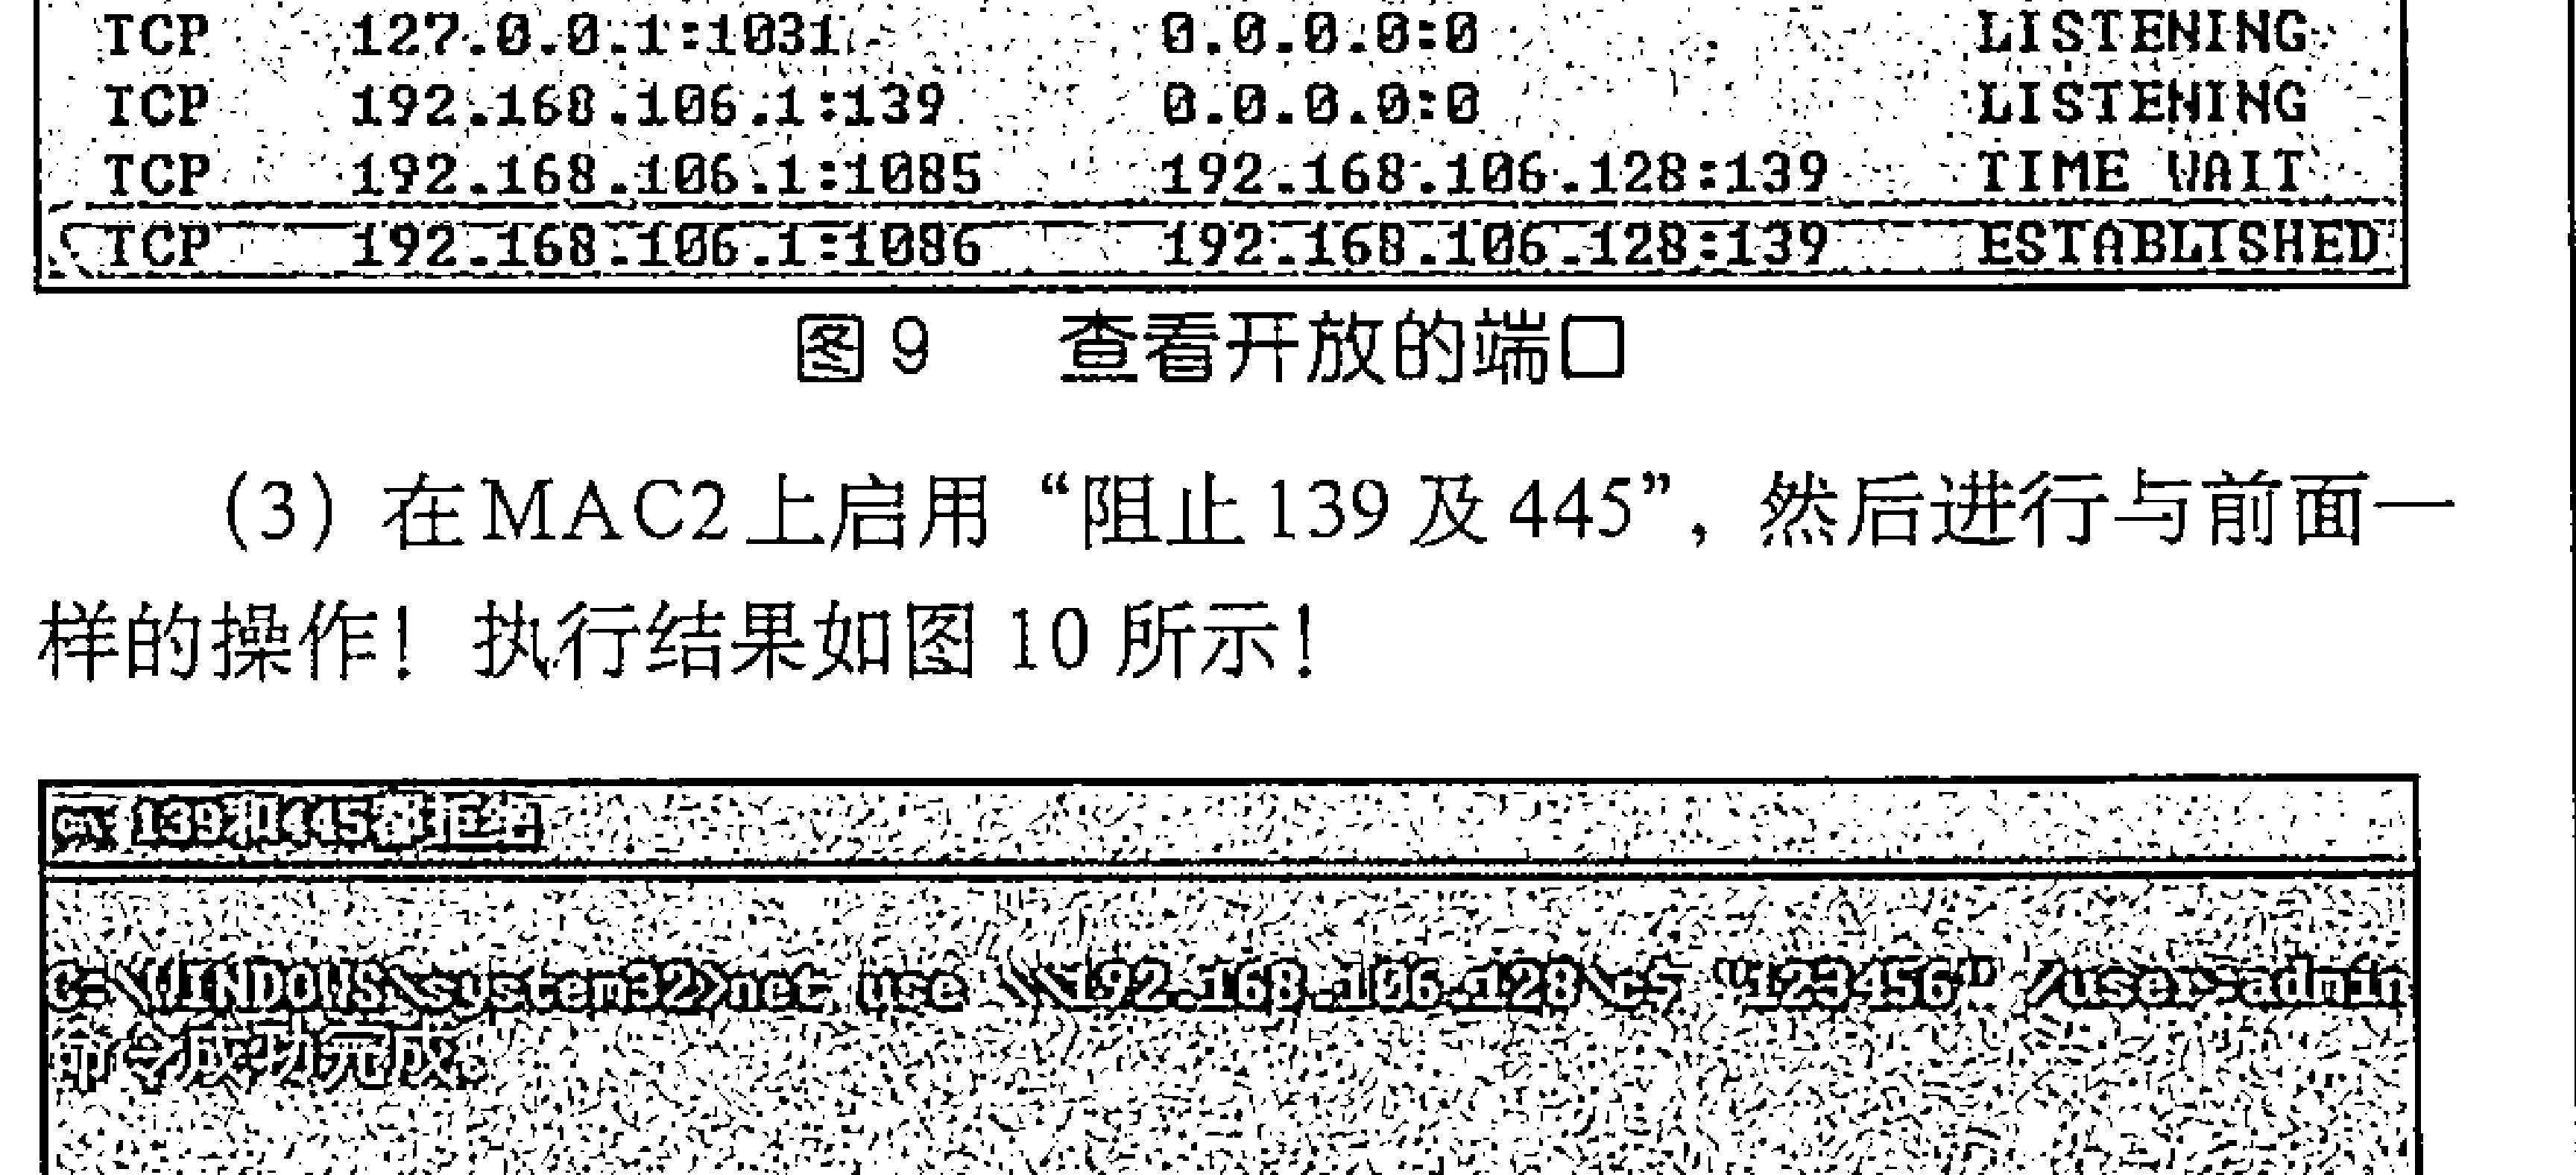 TCP 127.0.0.1:1031 0.0.0.0:0 LISTENING
TCP 192.168.106.1:139 0.0.0.0:0 LISTENING
TCP 192.168.106.1:1085 192.168.106.128:139 TIME WAIT
TCP 192.168.106.1:1086 192.168.106.128:139 ESTABLISHED
图9 查看开放的端口
(3) 在MAC2上启用“阻止139及445”，然后进行与前面一
样的操作！执行结果如图10所示！
139和445都拒绝
C:\WINDOWS\system32>net use \\192.168.106.128\c$ "123456" /user:admin
命令成功完成。